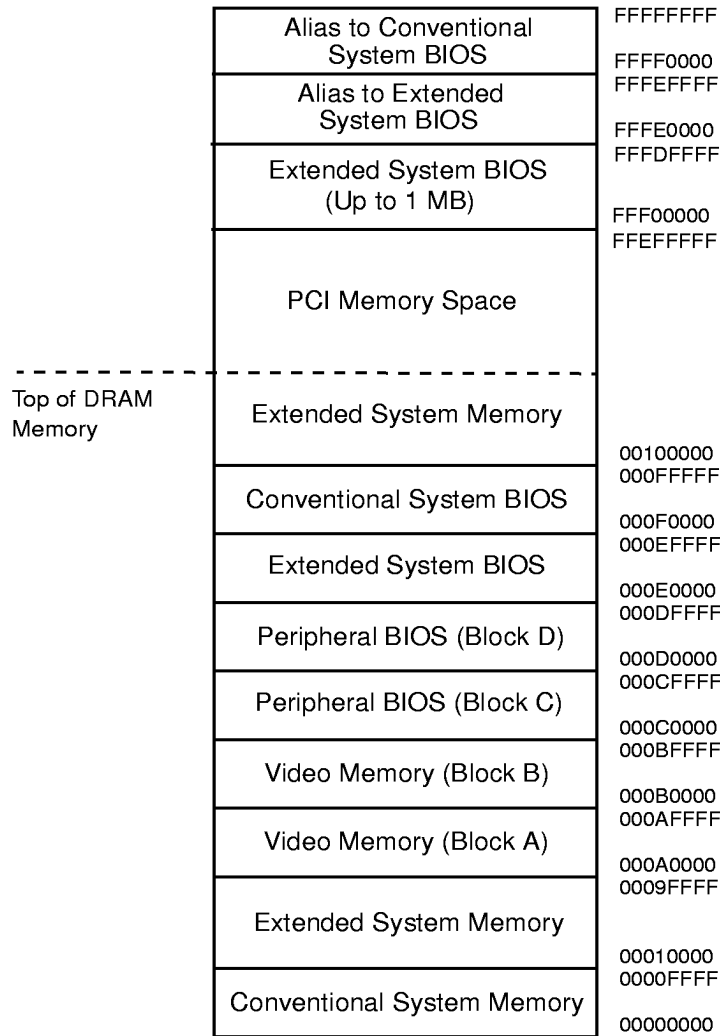 Alias to Conventional
System BIOS
FFFFFFFF
FFFF0000
Alias to Extended
System BIOS
FFFEFFFF
FFFE0000
Extended System BIOS
(Up to 1 MB)
FFFDFFFF
FFF00000
PCI Memory Space
FFEFFFFF
Top of DRAM
Memory
Extended System Memory
00100000
Conventional System BIOS
000FFFFF
000F0000
Extended System BIOS
000EFFFF
000E0000
Peripheral BIOS (Block D)
000DFFFF
000D0000
Peripheral BIOS (Block C)
000CFFFF
000C0000
Video Memory (Block B)
000BFFFF
000B0000
Video Memory (Block A)
000AFFFF
000A0000
Extended System Memory
0009FFFF
00010000
Conventional System Memory
0000FFFF
00000000